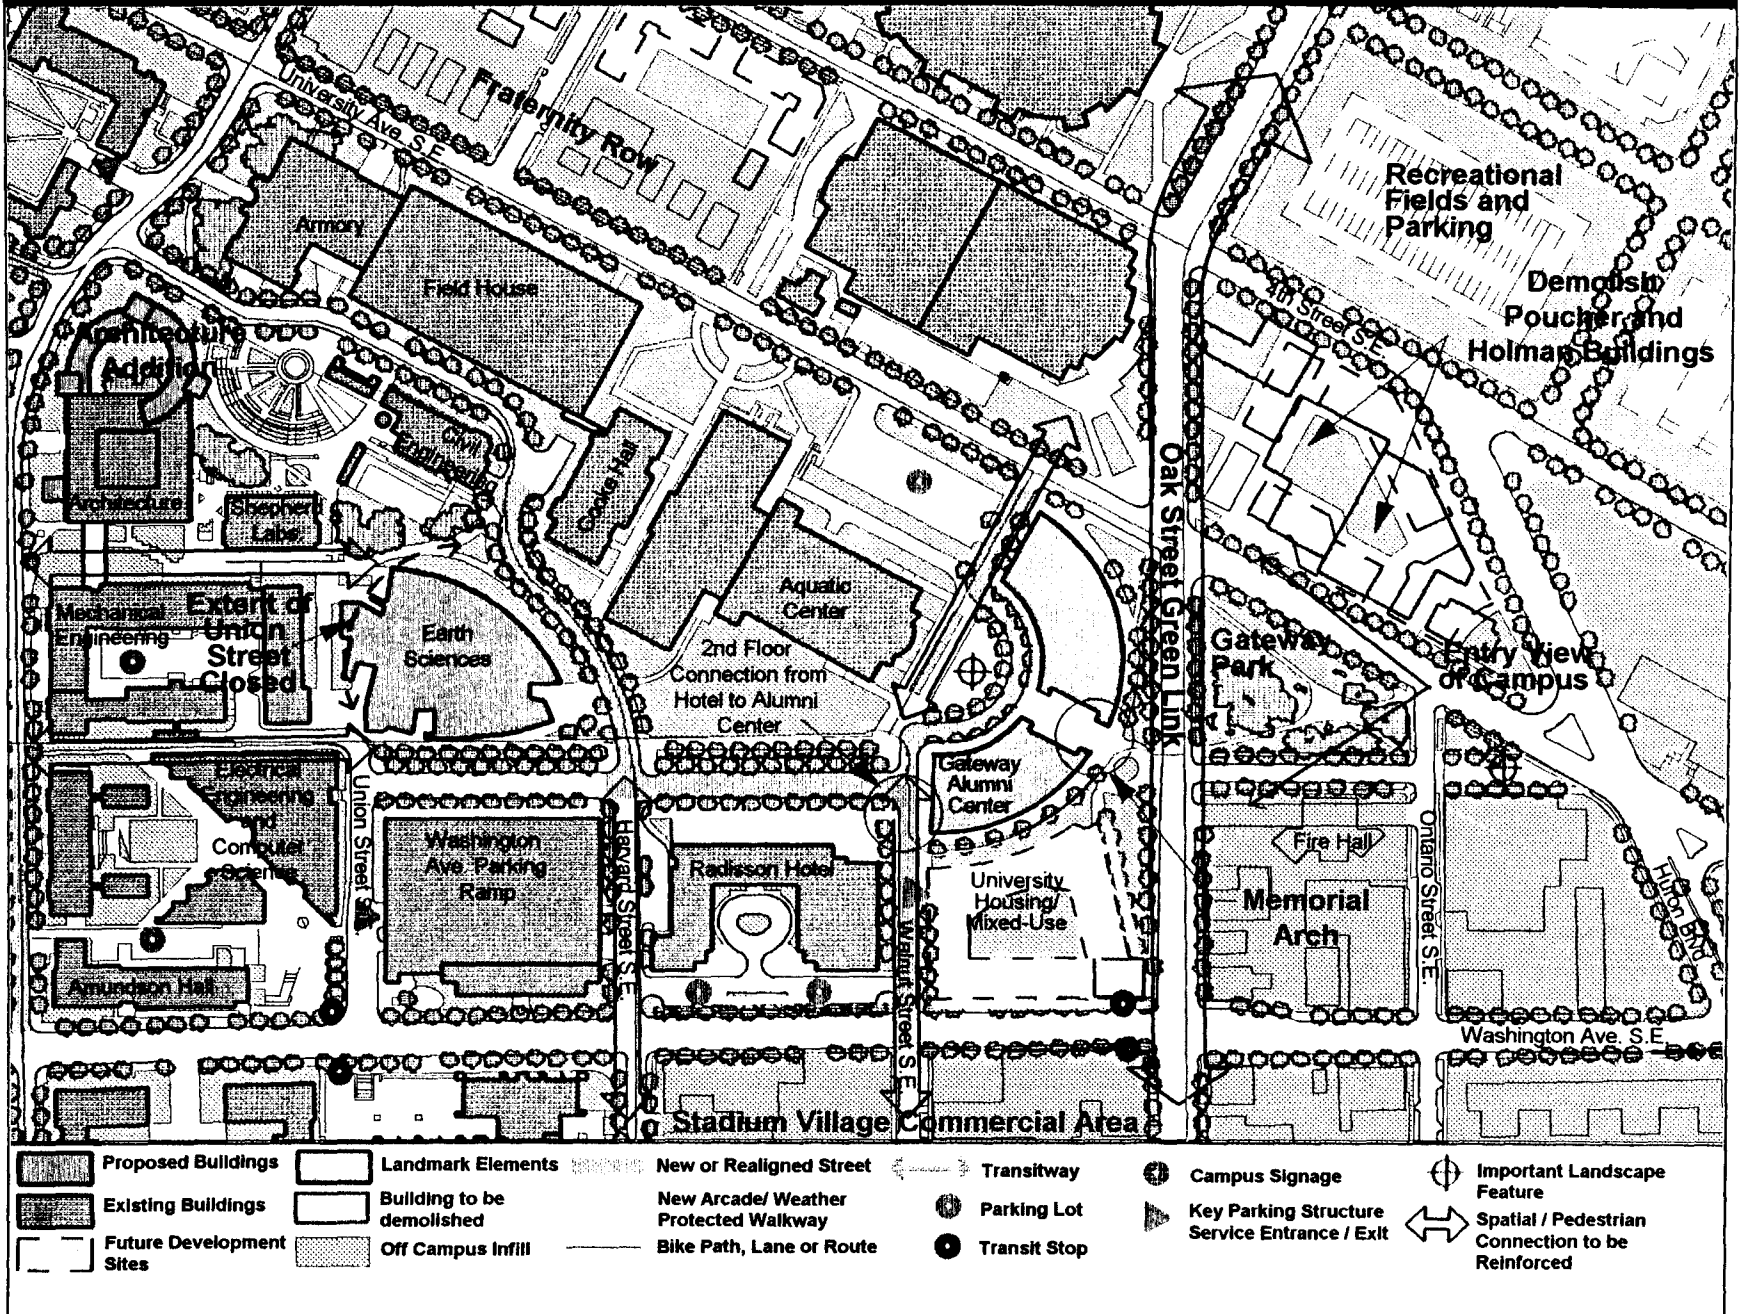 University Ave. S.E.
Fraternity Row
Armory
Field House
Recreational
Fields and
Parking
4th Street S.E.
Demolish
Poucher and
Holman Buildings
Architecture
Addition
Civil
Engineering
Cooke Hall
Architecture
Shepherd
Labs.
Oak Street Green Link
Mechanical
Engineering
Extent of
Union
Street
Closed
Earth
Sciences
Aquatic
Center
2nd Floor
Connection from
Hotel to Alumni
Center
Gateway
Park
Entry View
of Campus
Electrical
Engineering
and
Computer
Science
Union Street S.E.
Washington
Ave. Parking
Ramp
Harvard Street S.E.
Radisson Hotel
Gateway
Alumni
Center
University
Housing/
Mixed-Use
Walnut Street S.E.
Fire Hall
Memorial
Arch
Ontario Street S.E.
Huron Blvd
Amundson Hall
Washington Ave. S.E.
Stadium Village Commercial Area
Proposed Buildings
Existing Buildings
Future Development
Sites
Landmark Elements
Building to be
demolished
Off Campus Infill
New or Realigned Street
New Arcade/ Weather
Protected Walkway
Bike Path, Lane or Route
Transitway
Parking Lot
Transit Stop
Campus Signage
Key Parking Structure
Service Entrance / Exit
Important Landscape
Feature
Spatial / Pedestrian
Connection to be
Reinforced